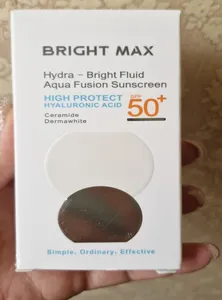 BRIGHT MAX
Hydra - Bright Fluid
Aqua Fusion Sunscreen
HIGH PROTECT
HYALURONIC ACID
SPF
50+
Ceramide
Dermawhite
Simple, Ordinary, Effective